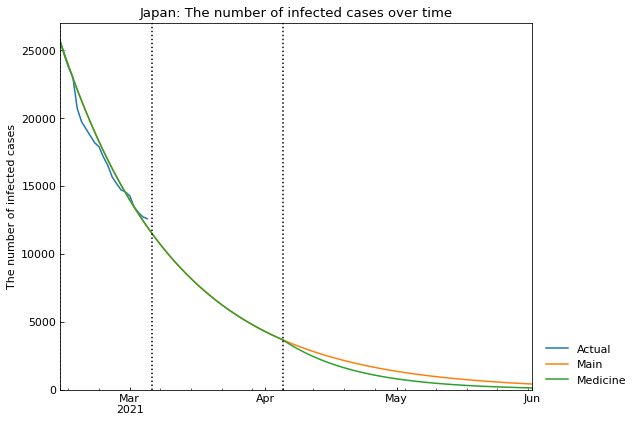 Japan: The number of infected cases over time
The number of infected cases
25000
20000
15000
10000
5000
0
Mar
2021
Apr
May
Jun
Actual
Main
Medicine